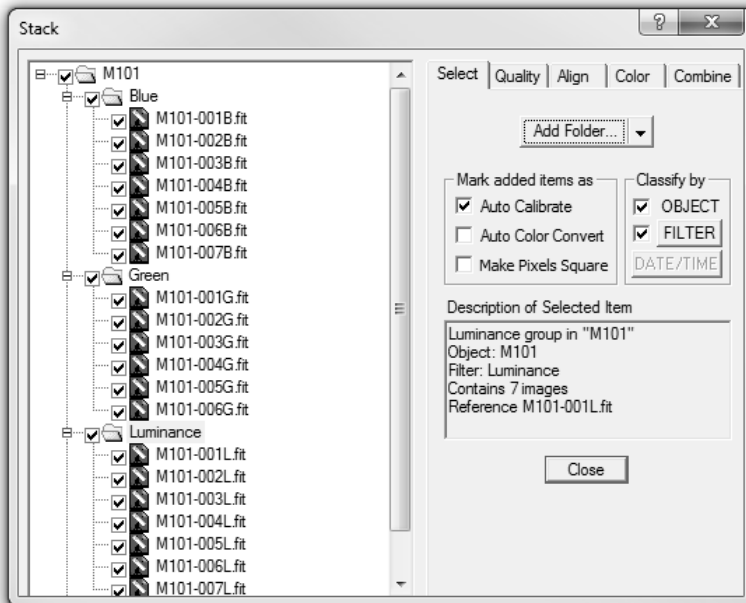 Stack
M101
Blue
M101-001B.fit
M101-002B.fit
M101-003B.fit
M101-004B.fit
M101-005B.fit
M101-006B.fit
M101-007B.fit
Green
M101-001G.fit
M101-002G.fit
M101-003G.fit
M101-004G.fit
M101-005G.fit
M101-006G.fit
Luminance
M101-001L.fit
M101-002L.fit
M101-003L.fit
M101-004L.fit
M101-005L.fit
M101-006L.fit
M101-007L.fit
Select Quality Align Color Combine
Add Folder...
Mark added items as
Auto Calibrate
Auto Color Convert
Make Pixels Square
Classify by
OBJECT
FILTER
DATE/TIME
Description of Selected Item
Luminance group in "M101"
Object: M101
Filter: Luminance
Contains 7 images
Reference M101-001L.fit
Close